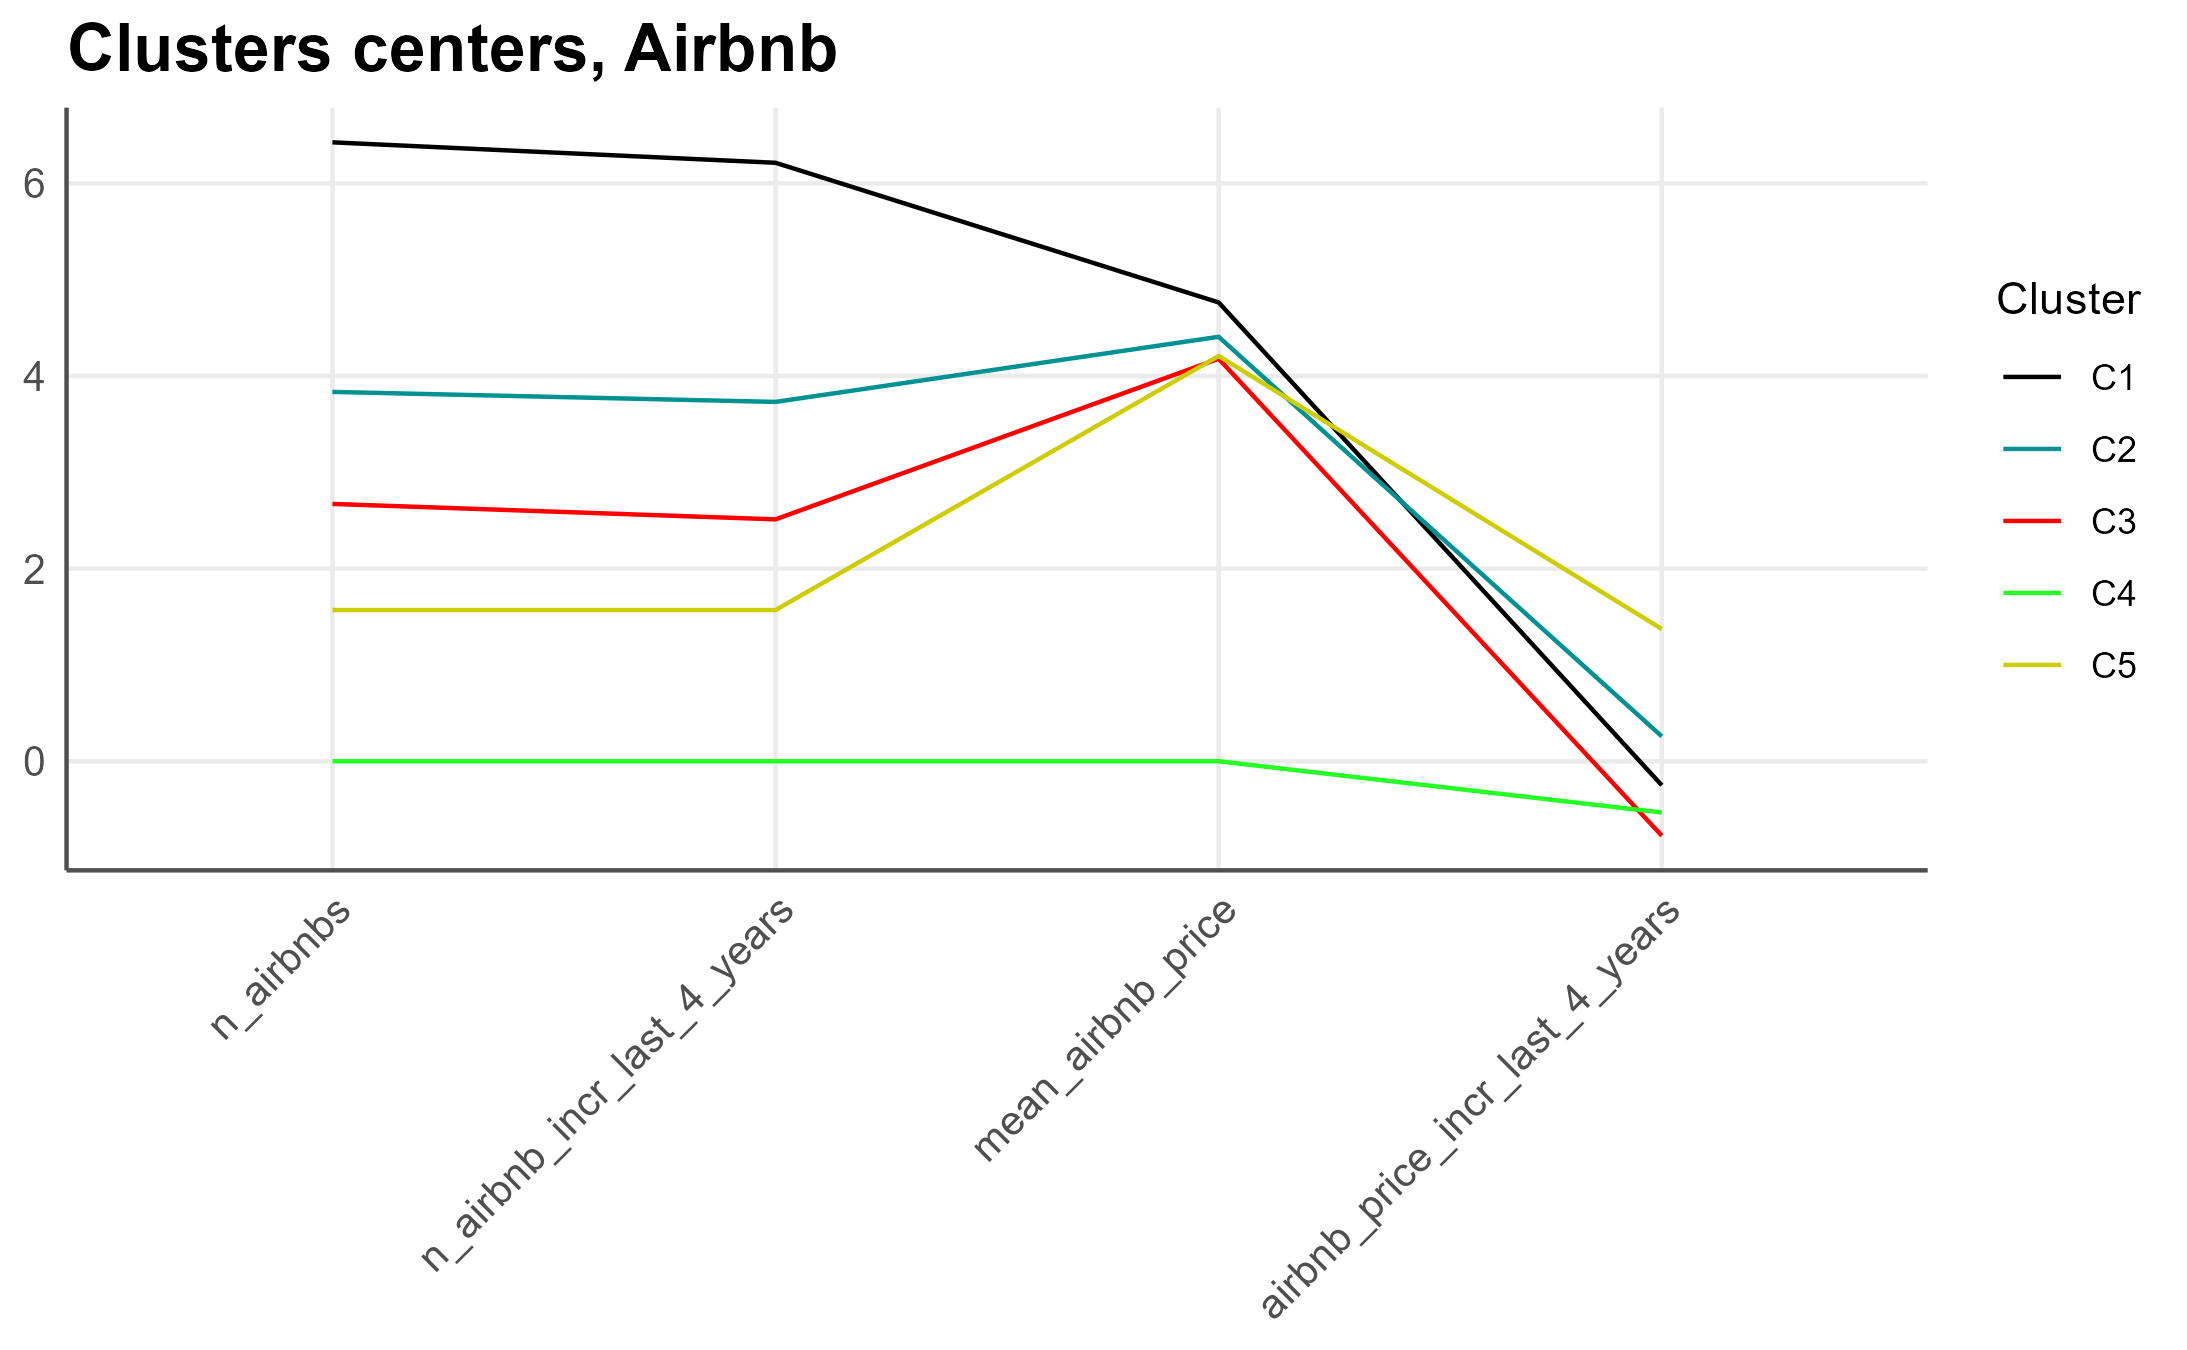 Clusters centers, Airbnb
6
4
2
0
n_airbnbs
n_airbnb_incr_last_4_years
mean_airbnb_price
airbnb_price_incr_last_4_years
Cluster
C1
C2
C3
C4
C5